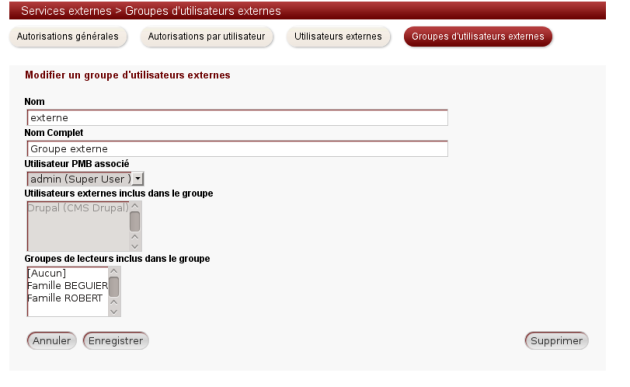 Services externes > Groupes d'utilisateurs externes
Autorisations générales Autorisations par utilisateur Utilisateurs externes Groupes d'utilisateurs externes
Modifier un groupe d'utilisateurs externes
Nom
externe
Nom Complet
Groupe externe
Utilisateur PMB associé
admin (Super User )
Utilisateurs externes inclus dans le groupe
Drupal (CMS Drupal)
Groupes de lecteurs inclus dans le groupe
[Aucun]
Famille BEGUIER
Famille ROBERT
Annuler Enregistrer Supprimer